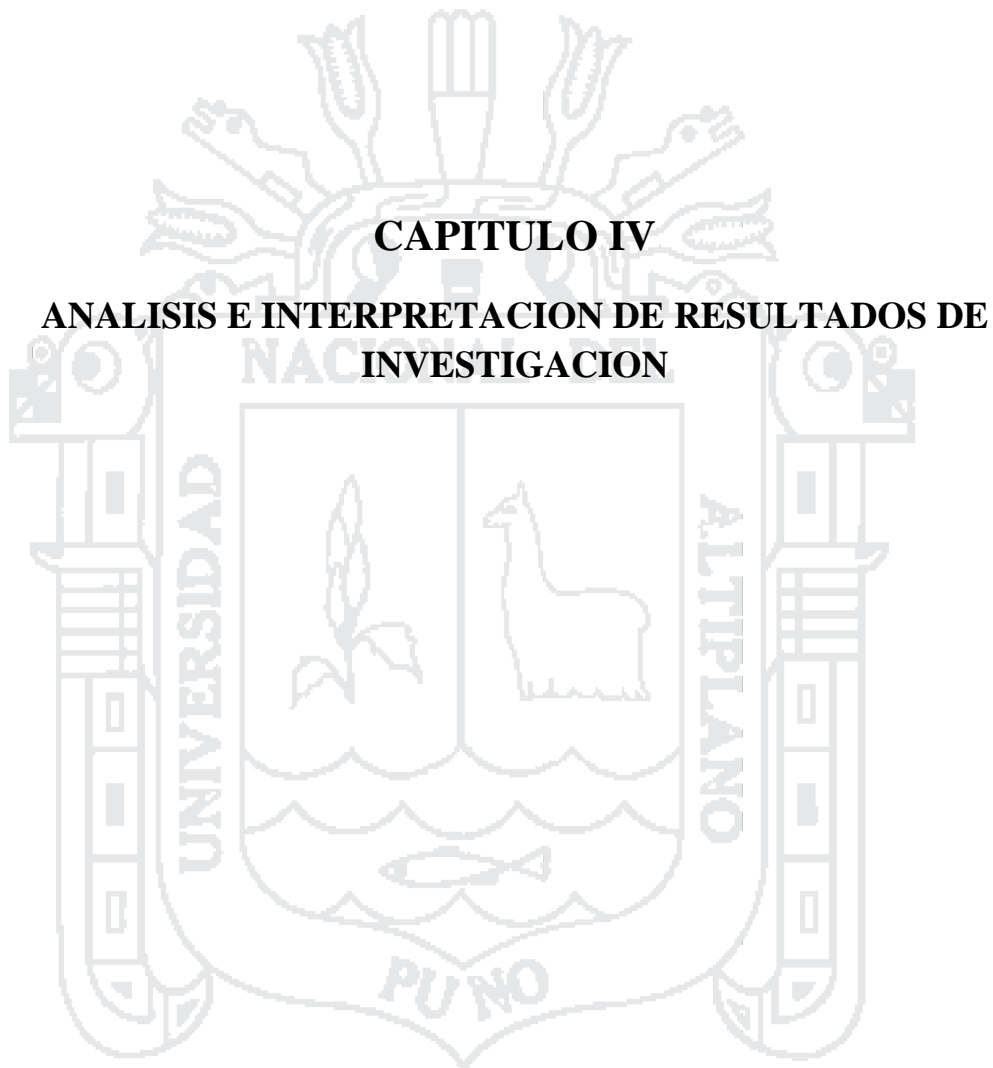 CAPITULO IV
ANALISIS E INTERPRETACION DE RESULTADOS DE
INVESTIGACION
NACIONAL DEL
UNIVERSIDAD
ALTIPLANO
PUNO